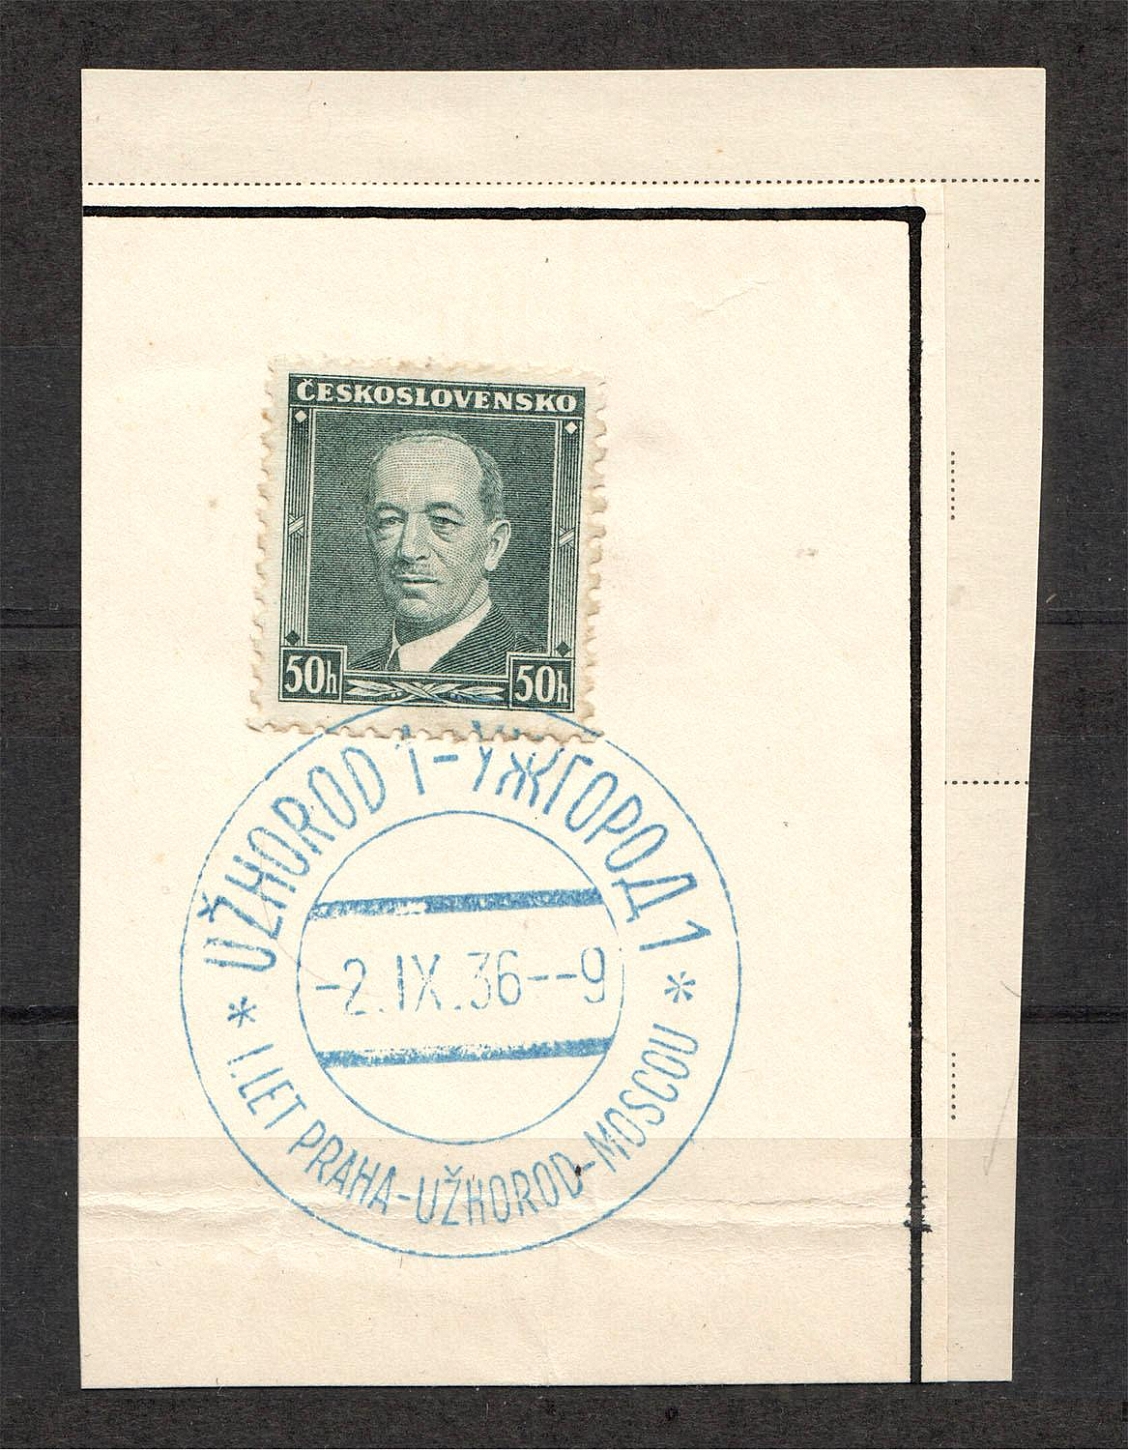 ČESKOSLOVENSKO
50h 50h
UŽHOROD 1-УЖГОРОД 1
-2.IX.36--9
* I. LET PRAHA-UŽHOROD-MOSCOU *